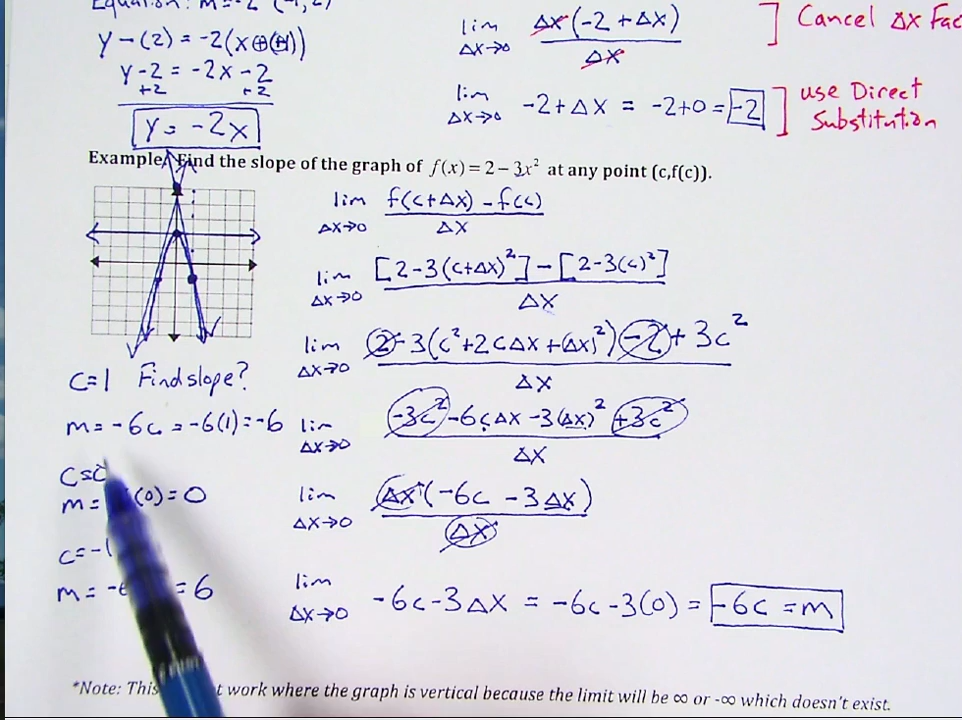 Equation: m=-2 (-1,2)
y-(2) = -2(x⊕(+1))
y-2 = -2x-2
+2 +2
y = -2x
lim Δx→0 Δx(-2+Δx) / Δx ] Cancel Δx Fac
lim Δx→0 -2+Δx = -2+0 = -2 ] use Direct
Substitution
Example: Find the slope of the graph of f(x) = 2 – 3x² at any point (c,f(c)).
lim Δx→0 f(c+Δx) - f(c) / Δx
lim Δx→0 [2-3(c+Δx)²] - [2-3(c)²] / Δx
lim Δx→0 2-3(c²+2cΔx+(Δx)²)-2+3c² / Δx
lim Δx→0 -3c²-6cΔx-3(Δx)²+3c² / Δx
lim Δx→0 Δx(-6c-3Δx) / Δx
lim Δx→0 -6c-3Δx = -6c-3(0) = -6c = m
c=1 Find slope?
m=-6c = -6(1) = -6
c=
m= (0)=0
c=-1
m= -6 = 6
*Note: This t work where the graph is vertical because the limit will be ∞ or -∞ which doesn't exist.